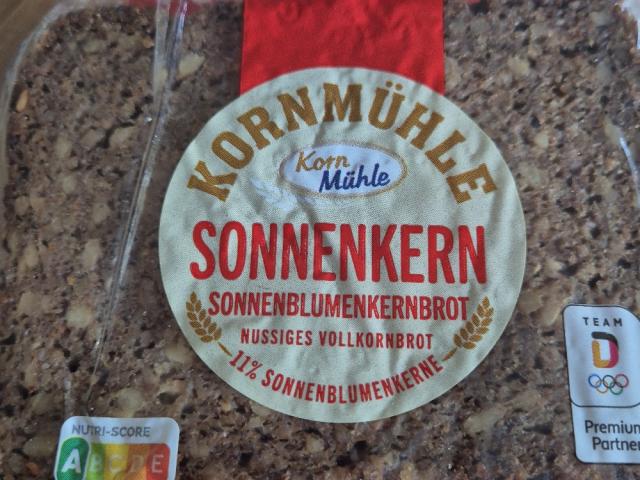 KORNMÜHLE
Korn
Mühle
SONNENKERN
SONNENBLUMENKERNBROT
NUSSIGES VOLLKORNBROT
11% SONNENBLUMENKERNE
TEAM
D
Premium
Partner
NUTRI-SCORE
A B C D E